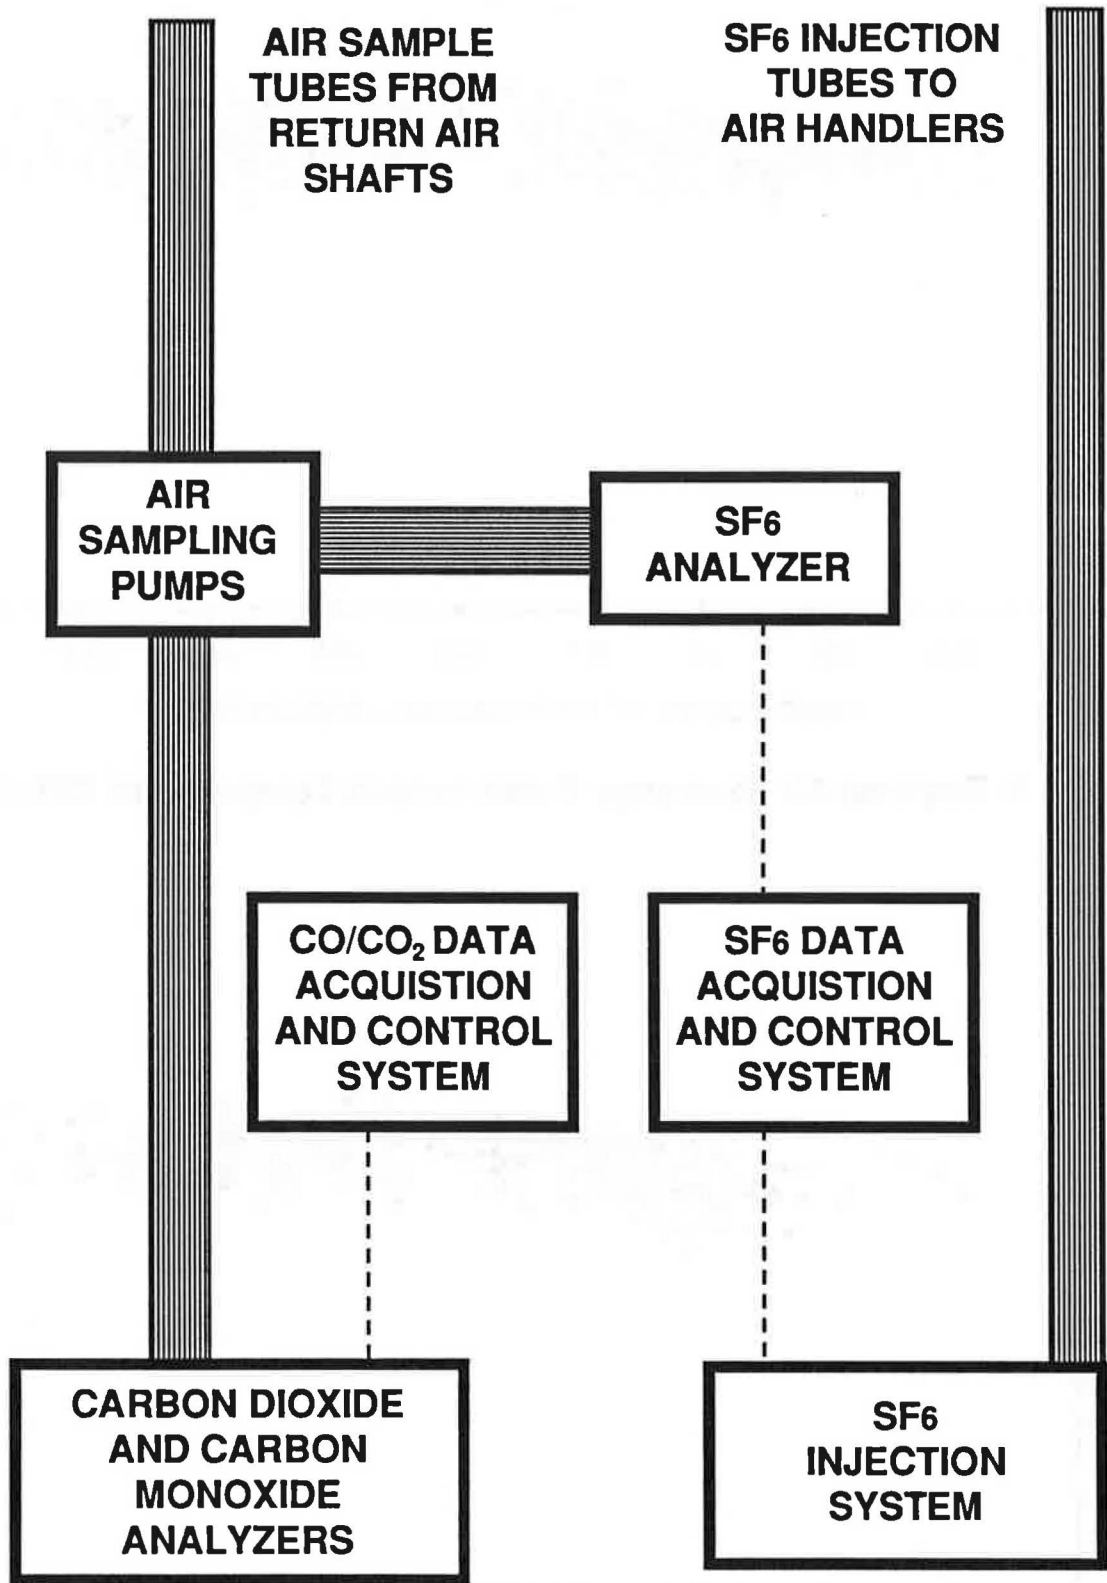 AIR SAMPLE
TUBES FROM
RETURN AIR
SHAFTS
SF6 INJECTION
TUBES TO
AIR HANDLERS
AIR
SAMPLING
PUMPS
SF6
ANALYZER
CO/CO₂ DATA
ACQUISTION
AND CONTROL
SYSTEM
SF6 DATA
ACQUISTION
AND CONTROL
SYSTEM
CARBON DIOXIDE
AND CARBON
MONOXIDE
ANALYZERS
SF6
INJECTION
SYSTEM